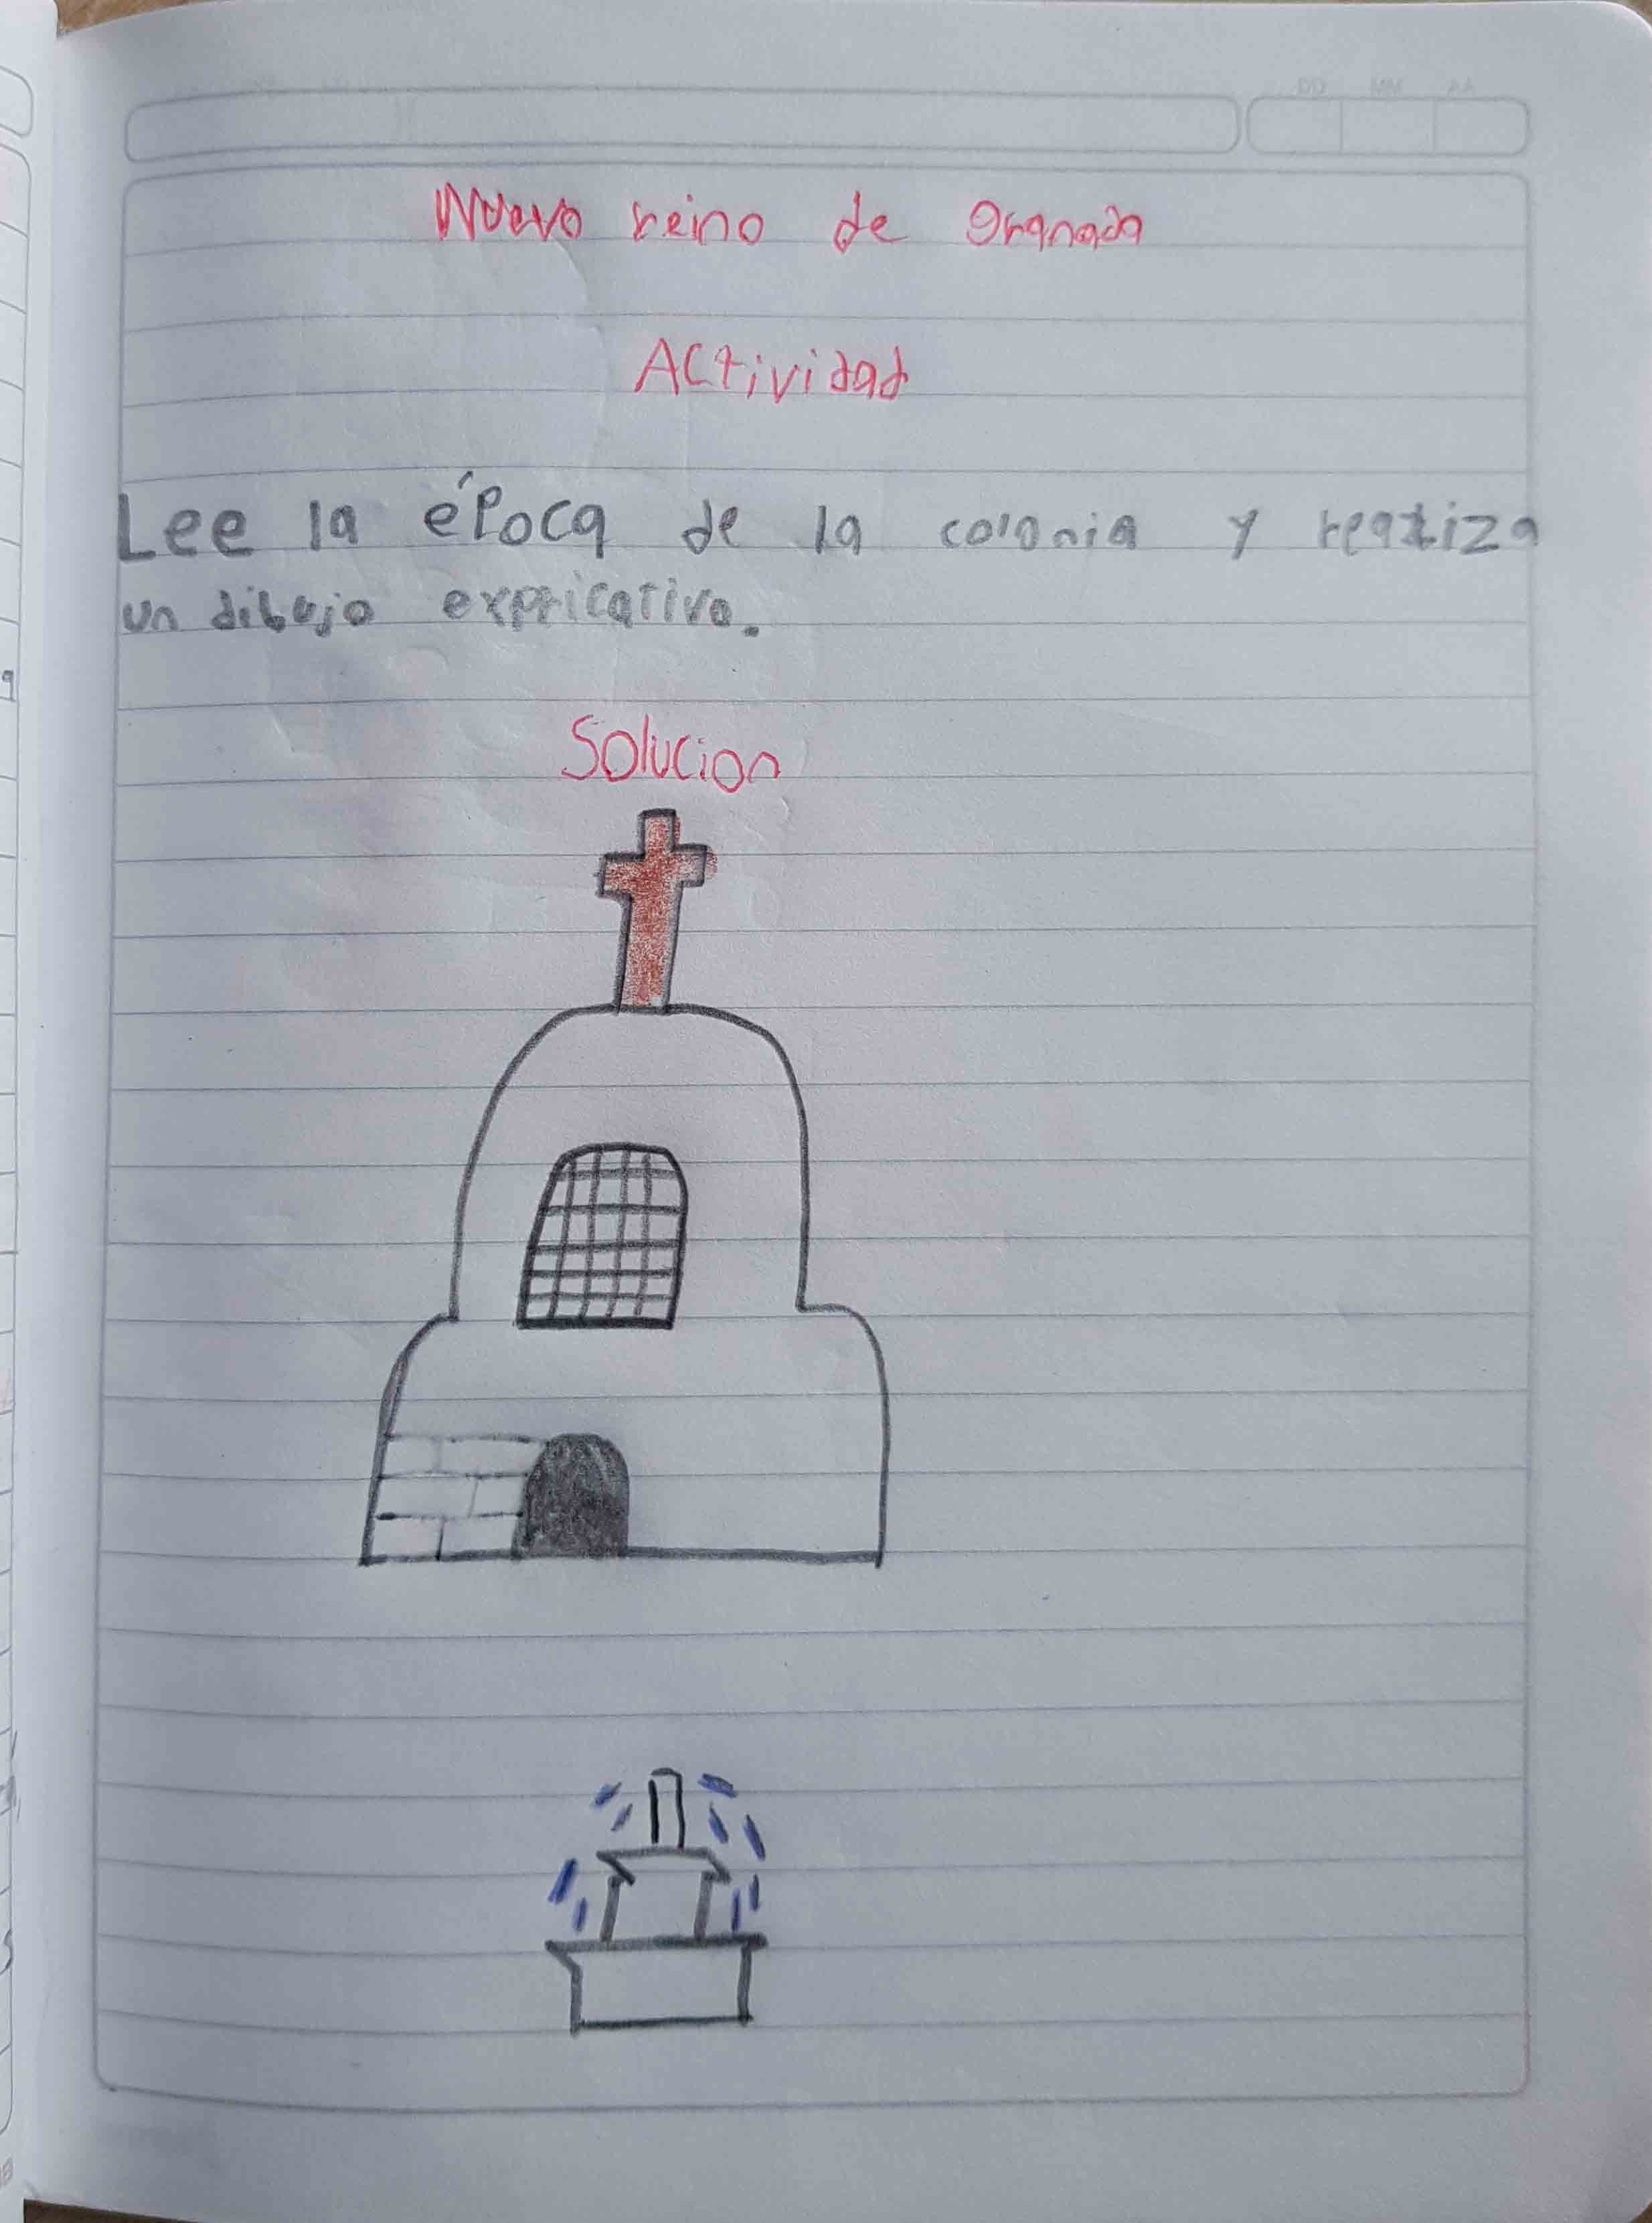 DD MM AA
Nuevo reino de Granada
Actividad
Lee la época de la colonia y realiza
un dibujo explicativo.
Solucion